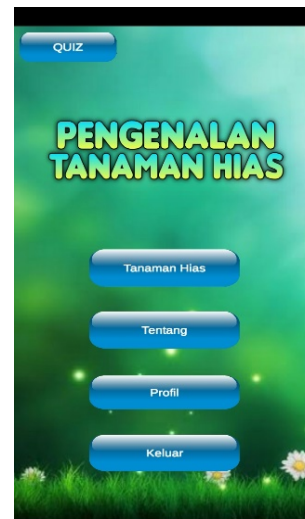 QUIZ
PENGENALAN
TANAMAN HIAS
Tanaman Hias
Tentang
Profil
Keluar